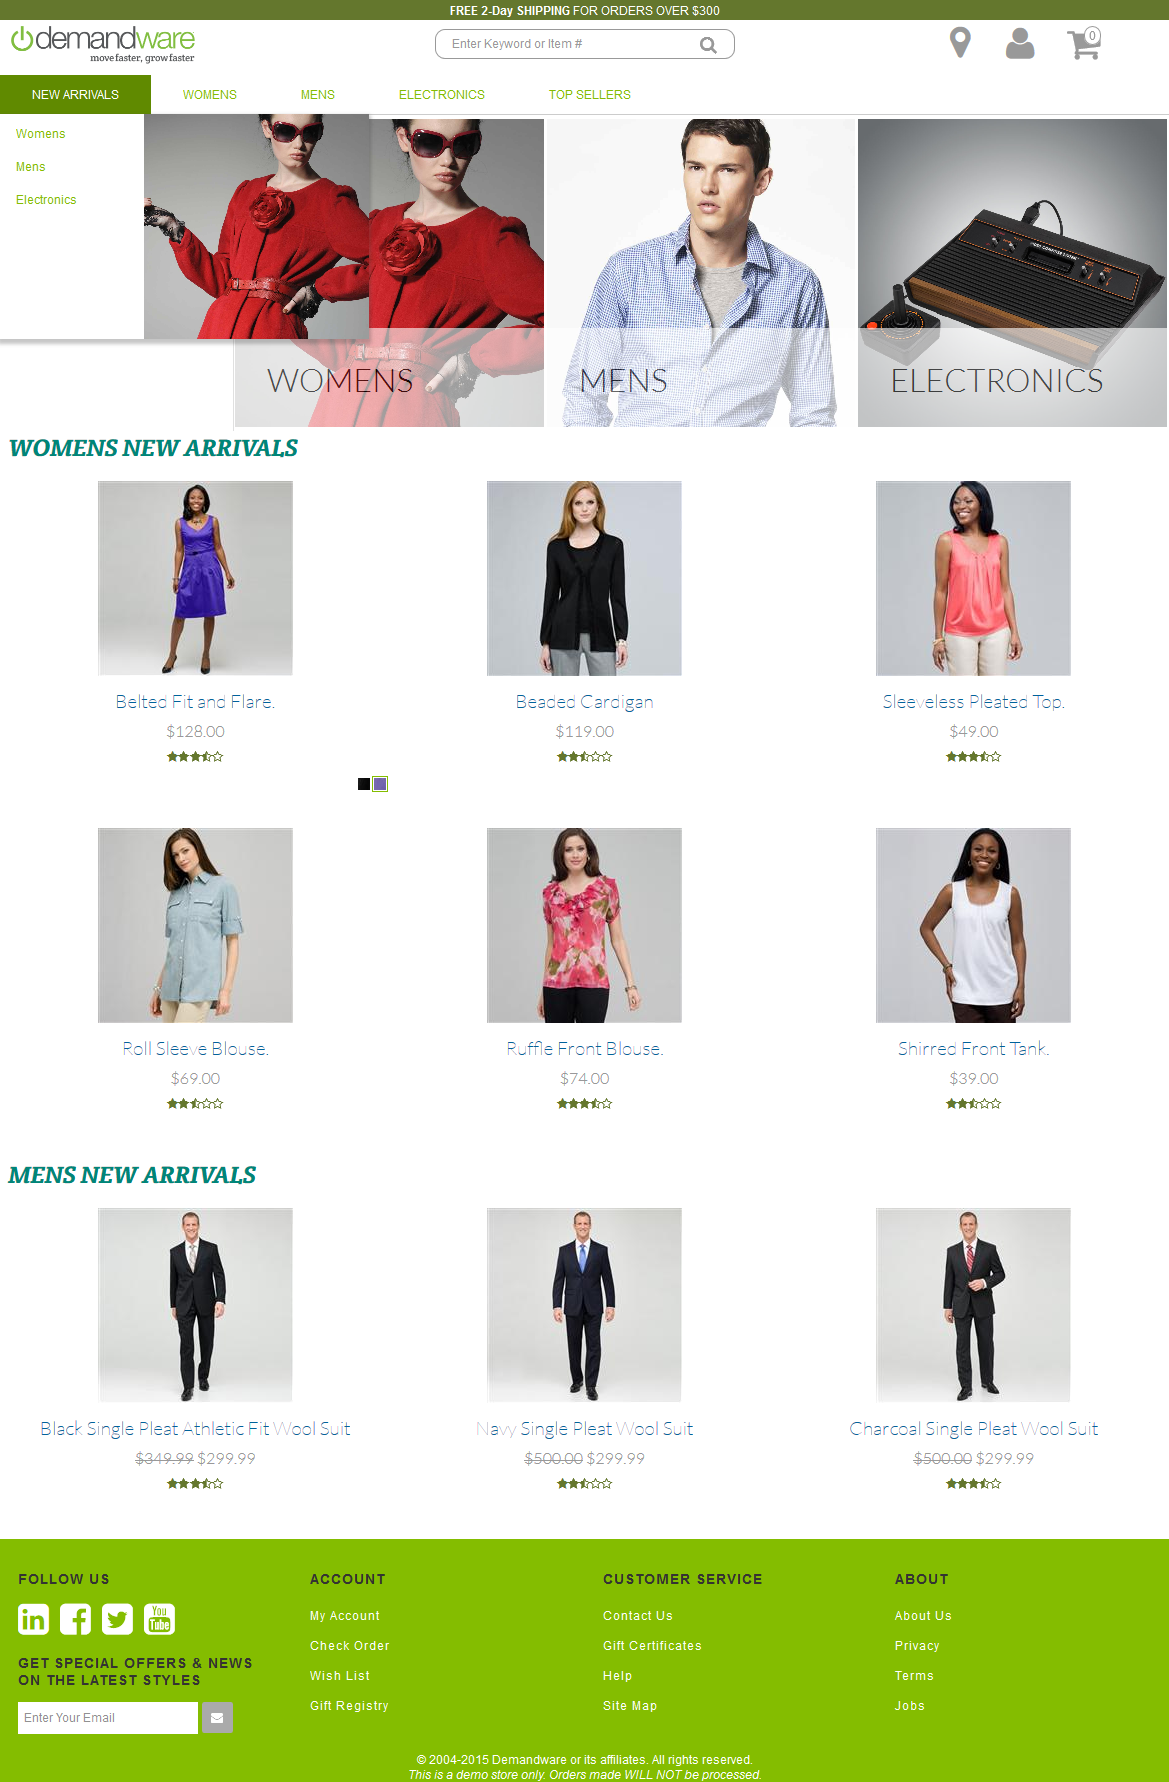 FREE 2-Day SHIPPING FOR ORDERS OVER $300
demandware
move faster, grow faster
Enter Keyword or Item #
0
NEW ARRIVALS WOMENS MENS ELECTRONICS TOP SELLERS
Womens
Mens
Electronics
WOMENS MENS ELECTRONICS
WOMENS NEW ARRIVALS
Belted Fit and Flare. Beaded Cardigan Sleeveless Pleated Top.
$128.00 $119.00 $49.00
Roll Sleeve Blouse. Ruffle Front Blouse. Shirred Front Tank.
$69.00 $74.00 $39.00
MENS NEW ARRIVALS
Black Single Pleat Athletic Fit Wool Suit Navy Single Pleat Wool Suit Charcoal Single Pleat Wool Suit
$349.99 $299.99 $500.00 $299.99 $500.00 $299.99
FOLLOW US
in f You Tube
GET SPECIAL OFFERS & NEWS
ON THE LATEST STYLES
Enter Your Email
ACCOUNT
My Account
Check Order
Wish List
Gift Registry
CUSTOMER SERVICE
Contact Us
Gift Certificates
Help
Site Map
ABOUT
About Us
Privacy
Terms
Jobs
© 2004-2015 Demandware or its affiliates. All rights reserved.
This is a demo store only. Orders made WILL NOT be processed.